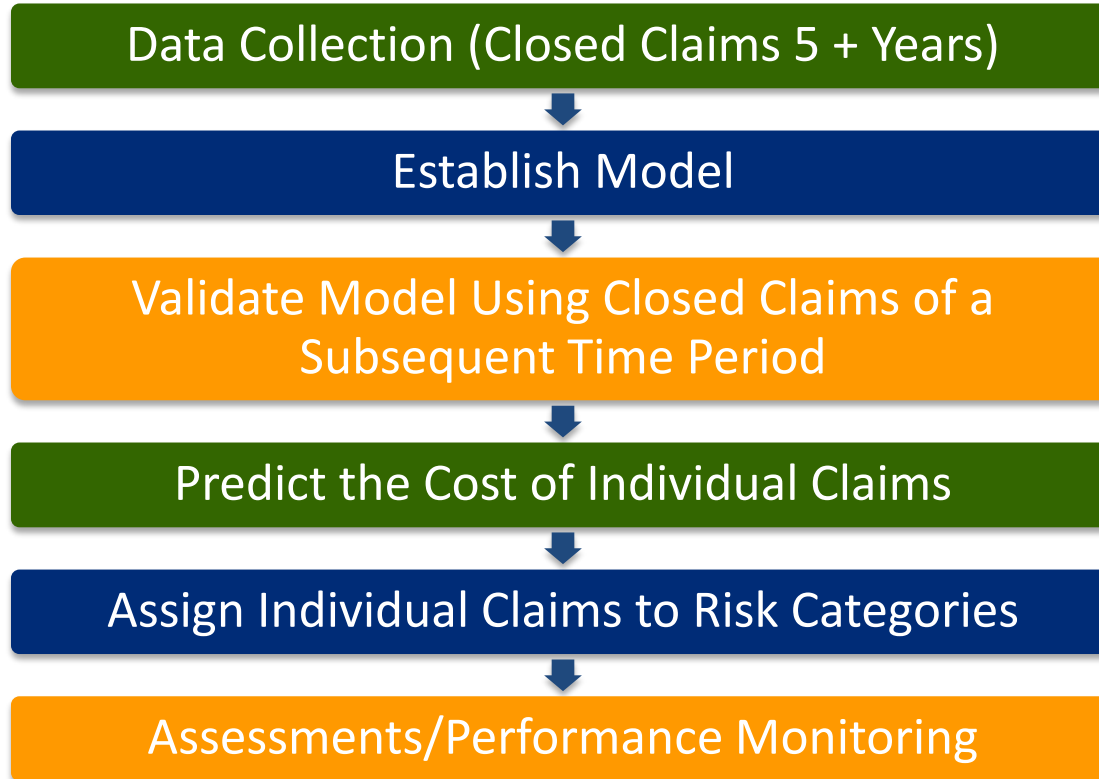 Data Collection (Closed Claims 5 + Years)
Establish Model
Validate Model Using Closed Claims of a
Subsequent Time Period
Predict the Cost of Individual Claims
Assign Individual Claims to Risk Categories
Assessments/Performance Monitoring